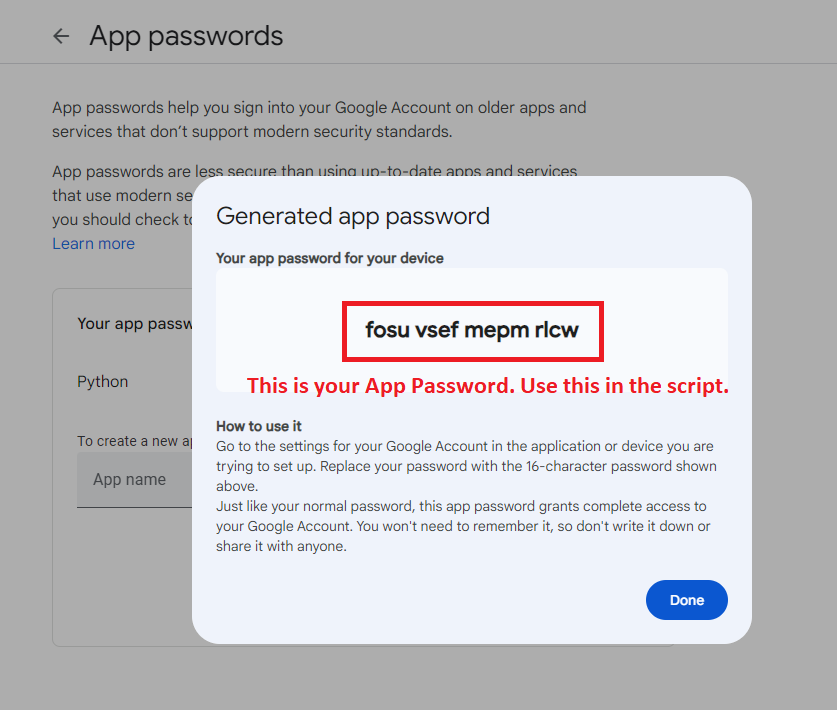 App passwords
App passwords help you sign into your Google Account on older apps and
services that don’t support modern security standards.
App passwords are less secure than using up-to-date apps and services
that use modern se
you should check to
Learn more
Your app passw
Python
To create a new ap
App name
Generated app password
Your app password for your device
fosu vsef mepm rlcw
This is your App Password. Use this in the script.
How to use it
Go to the settings for your Google Account in the application or device you are
trying to set up. Replace your password with the 16-character password shown
above.
Just like your normal password, this app password grants complete access to
your Google Account. You won't need to remember it, so don't write it down or
share it with anyone.
Done